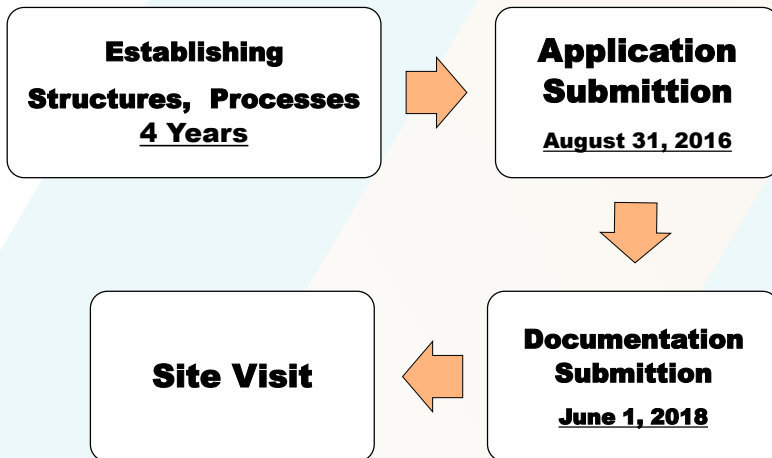 Establishing
Structures, Processes
4 Years
Application
Submittion
August 31, 2016
Documentation
Submittion
June 1, 2018
Site Visit